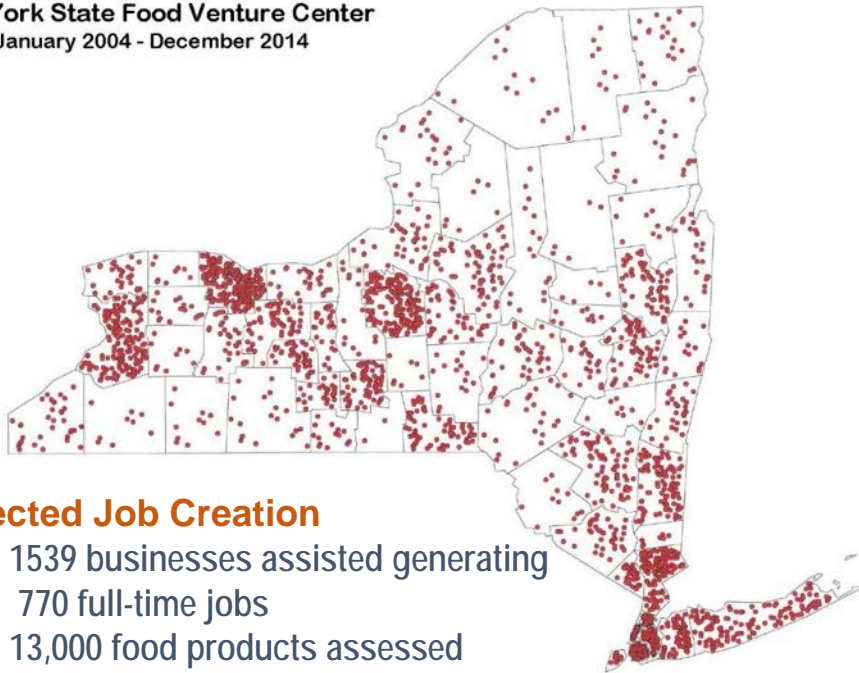 York State Food Venture Center
January 2004 - December 2014
ected Job Creation
1539 businesses assisted generating
770 full-time jobs
13,000 food products assessed